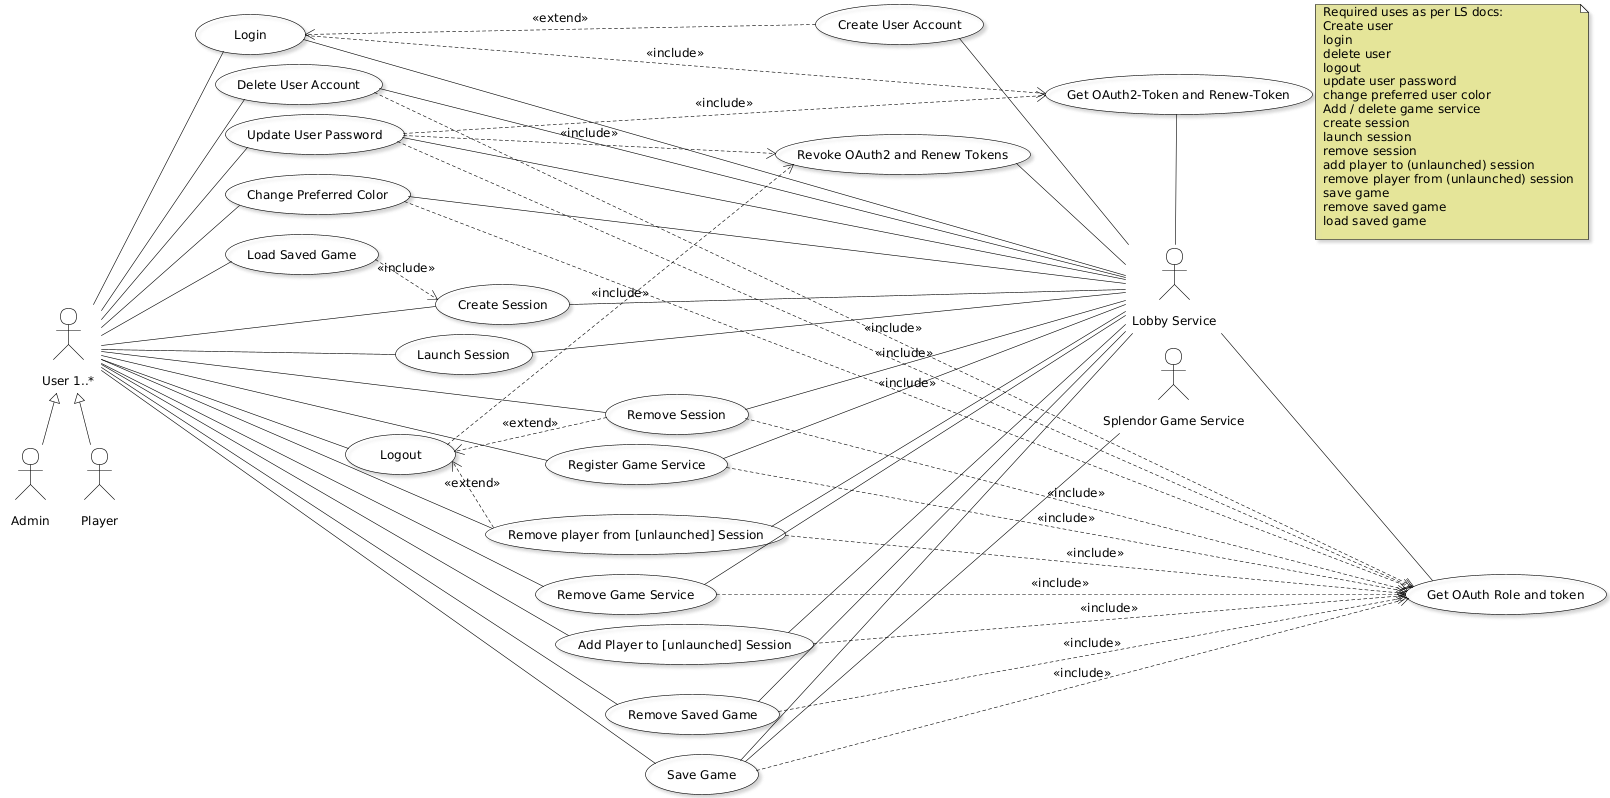 Required uses as per LS docs:
Create user
login
delete user
logout
update user password
change preferred user color
Add / delete game service
create session
launch session
remove session
add player to (unlaunched) session
remove player from (unlaunched) session
save game
remove saved game
load saved game
«extend»
Create User Account
Login
«include»
Delete User Account
Get OAuth2-Token and Renew-Token
«include»
Update User Password
«include»
Revoke OAuth2 and Renew Tokens
Change Preferred Color
Load Saved Game
«include»
Create Session
«include»
Lobby Service
«include»
Launch Session
«include»
User 1..*
«include»
Remove Session
Splendor Game Service
«extend»
Logout
Register Game Service
«extend»
«include»
Admin
Player
«include»
Remove player from [unlaunched] Session
«include»
«include»
Remove Game Service
Get OAuth Role and token
«include»
Add Player to [unlaunched] Session
«include»
«include»
Remove Saved Game
Save Game